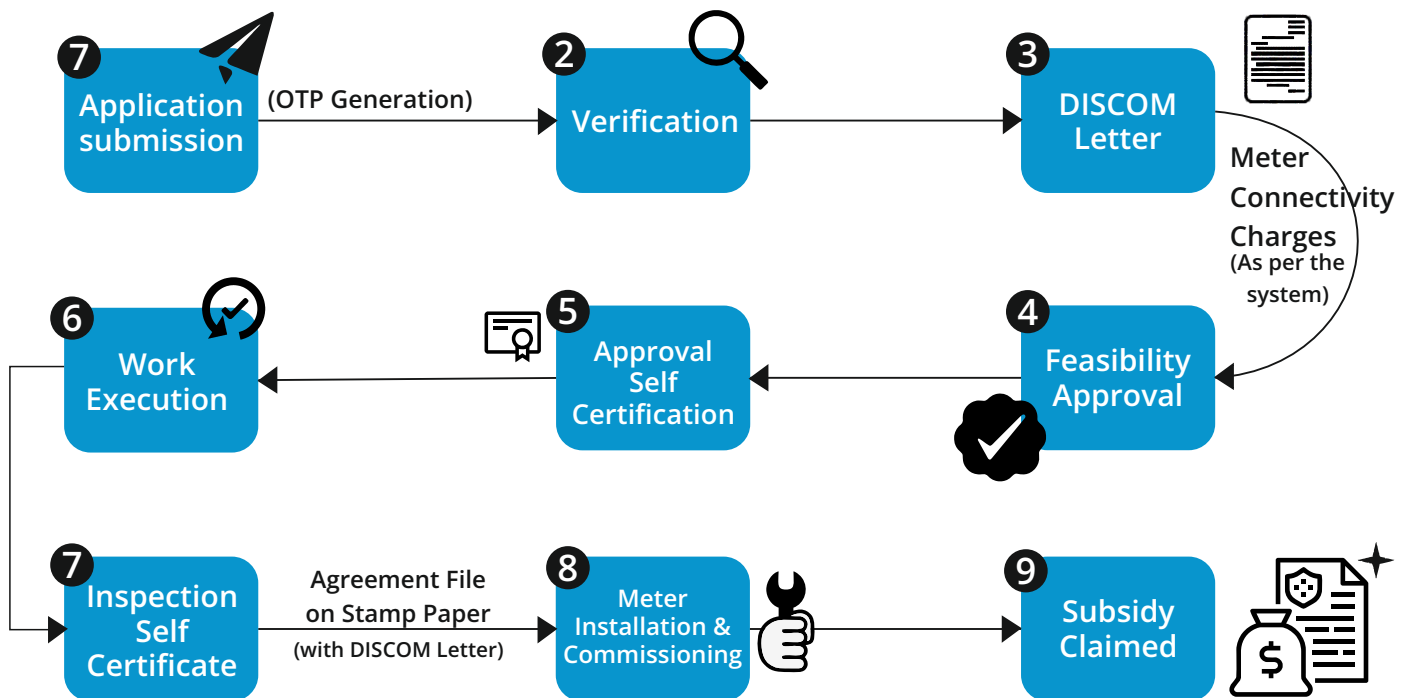 7
Application
submission
(OTP Generation)
2
Verification
3
DISCOM
Letter
Meter
Connectivity
Charges
(As per the
system)
4
Feasibility
Approval
5
Approval
Self
Certification
6
Work
Execution
7
Inspection
Self
Certificate
Agreement File
on Stamp Paper
(with DISCOM Letter)
8
Meter
Installation &
Commissioning
9
Subsidy
Claimed
$